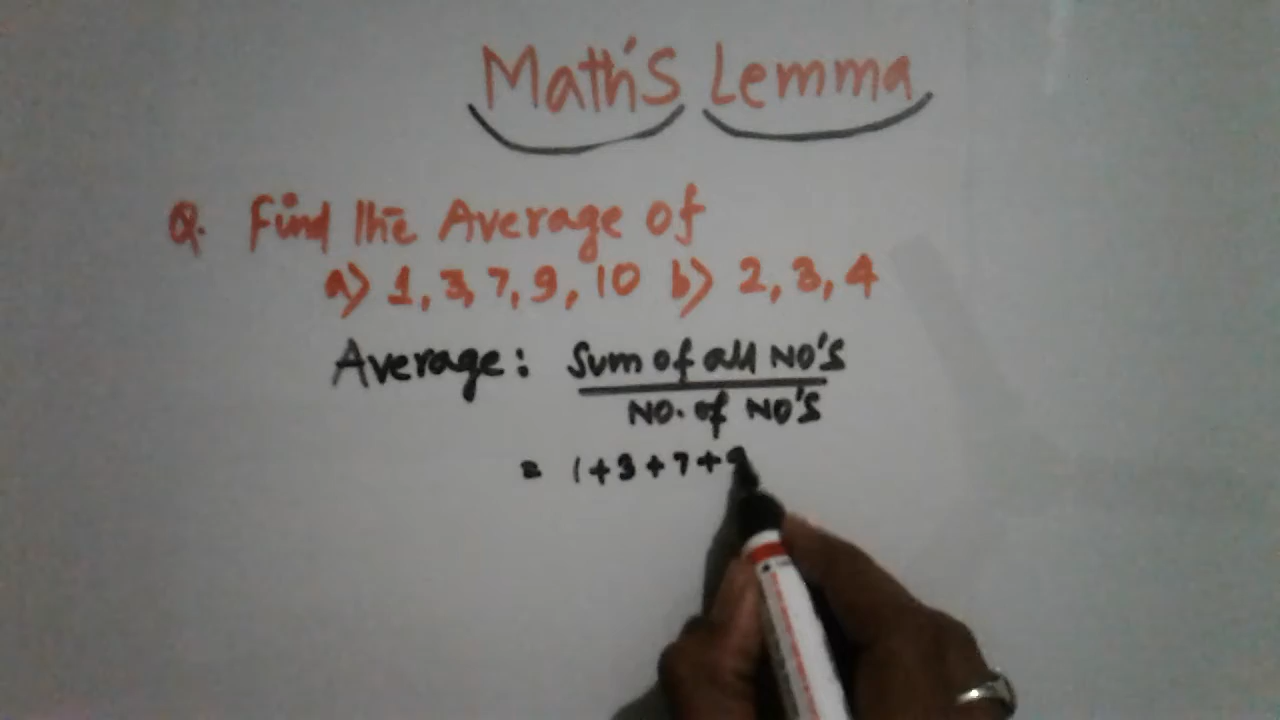 Math's Lemma
Q. Find the Average of
a) 1, 3, 7, 9, 10 b) 2, 3, 4
Average: Sum of all NO'S
NO. of NO'S
= 1+3+7+9